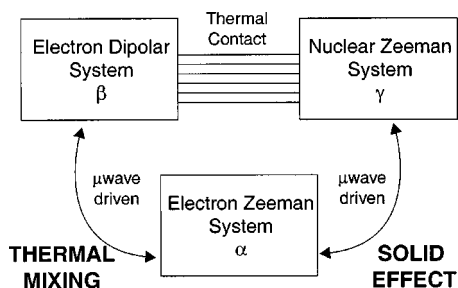 Thermal
Contact
Electron Dipolar
System
β
Nuclear Zeeman
System
γ
μwave
driven
μwave
driven
Electron Zeeman
System
α
THERMAL
MIXING
SOLID
EFFECT